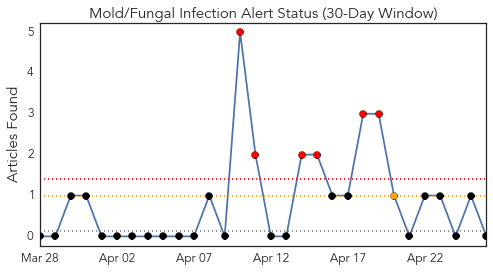 Mold/Fungal Infection Alert Status (30-Day Window)
Articles Found
5
4
3
2
1
0
Mar 28
Apr 02
Apr 07
Apr 12
Apr 17
Apr 22